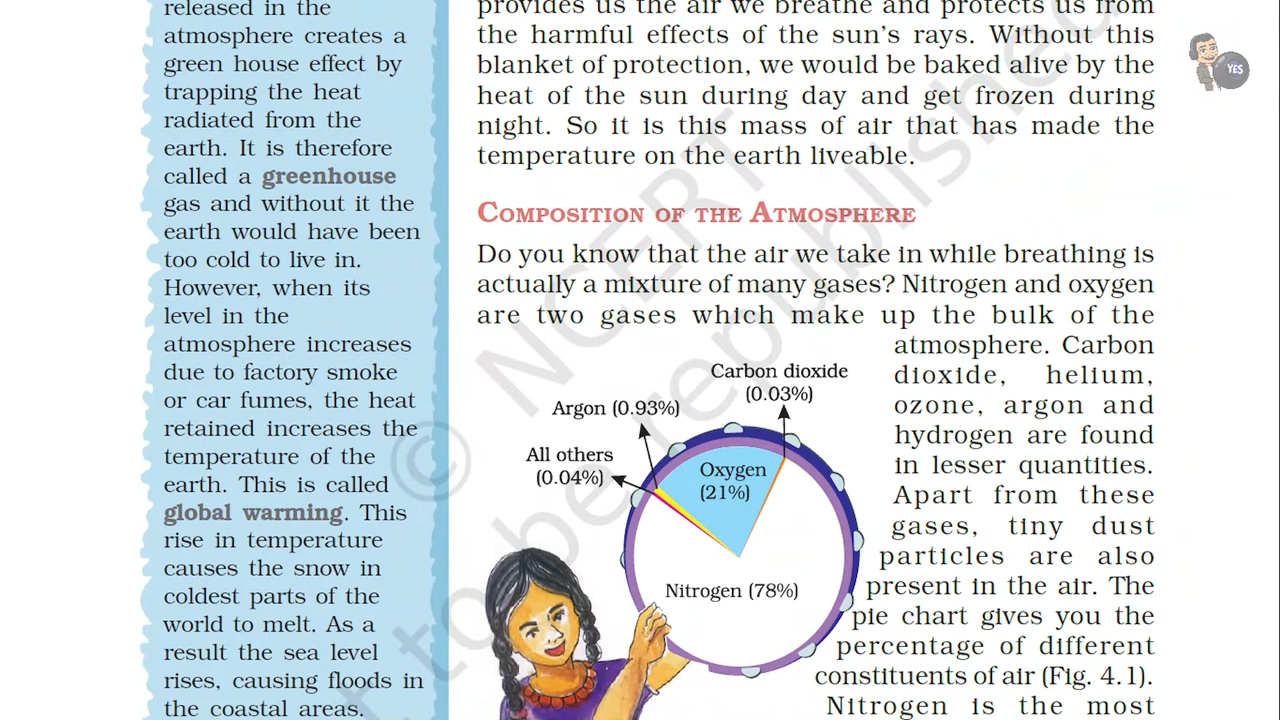 released in the
atmosphere creates a
green house effect by
trapping the heat
radiated from the
earth. It is therefore
called a greenhouse
gas and without it the
earth would have been
too cold to live in.
However, when its
level in the
atmosphere increases
due to factory smoke
or car fumes, the heat
retained increases the
temperature of the
earth. This is called
global warming. This
rise in temperature
causes the snow in
coldest parts of the
world to melt. As a
result the sea level
rises, causing floods in
the coastal areas.
provides us the air we breathe and protects us from
the harmful effects of the sun's rays. Without this
blanket of protection, we would be baked alive by the
heat of the sun during day and get frozen during
night. So it is this mass of air that has made the
temperature on the earth liveable.
COMPOSITION OF THE ATMOSPHERE
Do you know that the air we take in while breathing is
actually a mixture of many gases? Nitrogen and oxygen
are two gases which make up the bulk of the
atmosphere. Carbon
dioxide, helium,
ozone, argon and
hydrogen are found
in lesser quantities.
Apart from these
gases, tiny dust
particles are also
present in the air. The
pie chart gives you the
percentage of different
constituents of air (Fig. 4.1).
Nitrogen is the most
Carbon dioxide
(0.03%)
Argon (0.93%)
All others
(0.04%)
Oxygen
(21%)
Nitrogen (78%)
© NCERT
not to be republished
YES